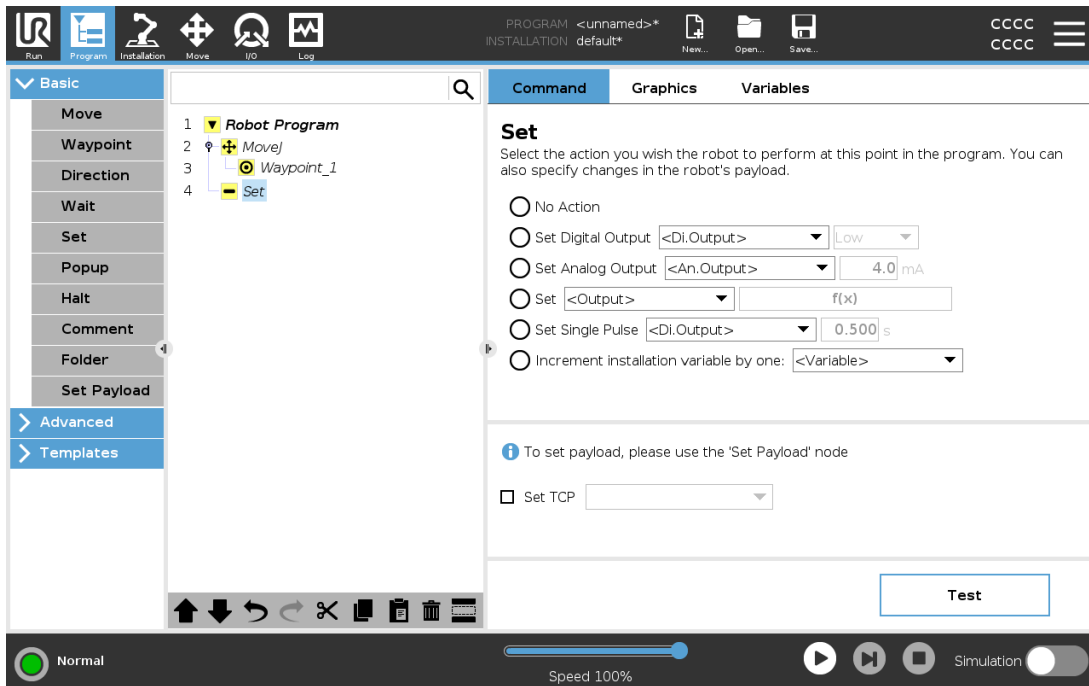 PROGRAM <unnamed>*
INSTALLATION default*
CCCC
CCCC
Run Program Installation Move I/O Log New... Open... Save...
Basic
Move
Waypoint
Direction
Wait
Set
Popup
Halt
Comment
Folder
Set Payload
Advanced
Templates
1 Robot Program
2 MoveJ
3 Waypoint_1
4 Set
Command Graphics Variables
Set
Select the action you wish the robot to perform at this point in the program. You can
also specify changes in the robot's payload.
No Action
Set Digital Output <Di.Output> Low
Set Analog Output <An.Output> 4.0 mA
Set <Output> f(x)
Set Single Pulse <Di.Output> 0.500 s
Increment installation variable by one: <Variable>
To set payload, please use the 'Set Payload' node
Set TCP
Test
Normal
Speed 100%
Simulation